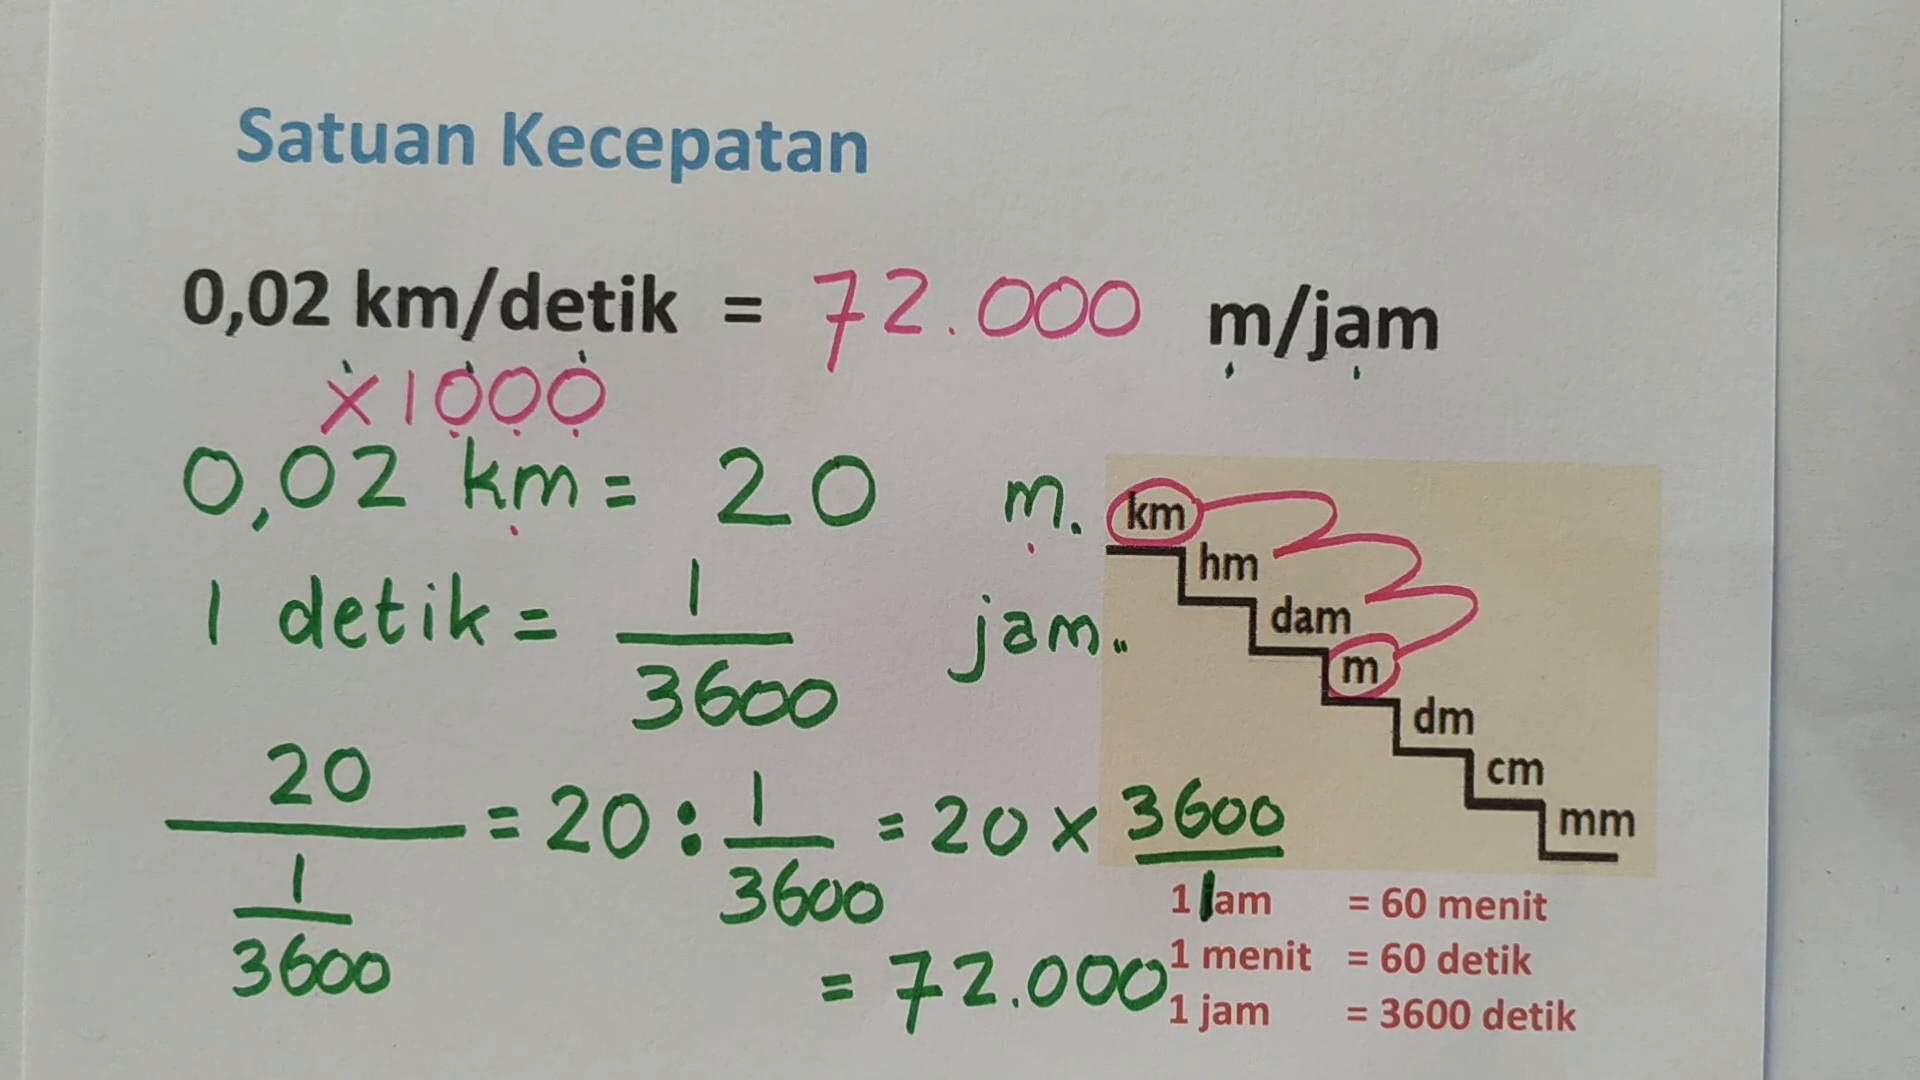 Satuan Kecepatan
0,02 km/detik = 72.000 m/jam
x1000
0,02 km = 20 m.
1 detik = 1/3600 jam..
20/(1/3600) = 20 : 1/3600 = 20 x 3600/1
= 72.000
km
hm
dam
m
dm
cm
mm
1 jam = 60 menit
1 menit = 60 detik
1 jam = 3600 detik